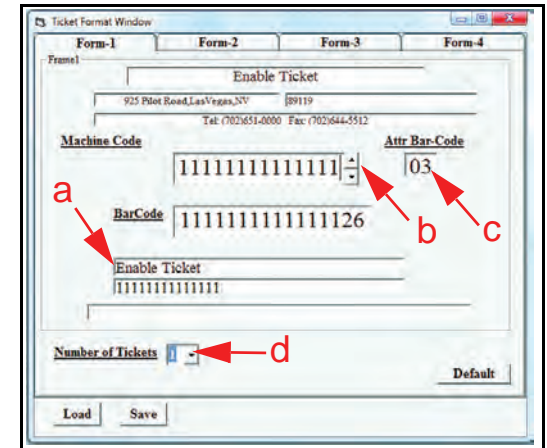 Ticket Format Window
Form-1 Form-2 Form-3 Form-4
Frame1
Enable Ticket
925 Pilot Road,LasVegas,NV 89119
Tel: (702)651-0000 Fax: (702)644-5512
Machine Code Attr Bar-Code
11111111111111 03
a
b c
BarCode 1111111111111126
Enable Ticket
11111111111111
Number of Tickets 1 d
Default
Load Save